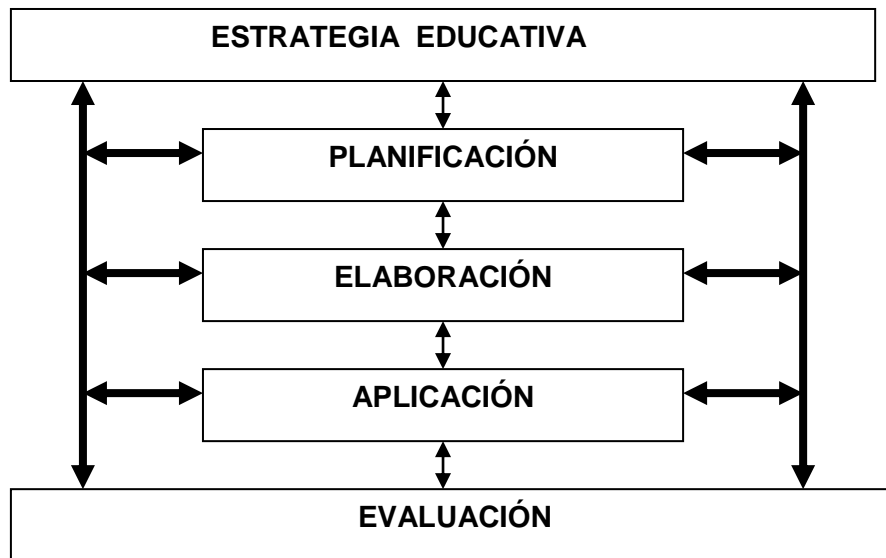 ESTRATEGIA EDUCATIVA
PLANIFICACIÓN
ELABORACIÓN
APLICACIÓN
EVALUACIÓN